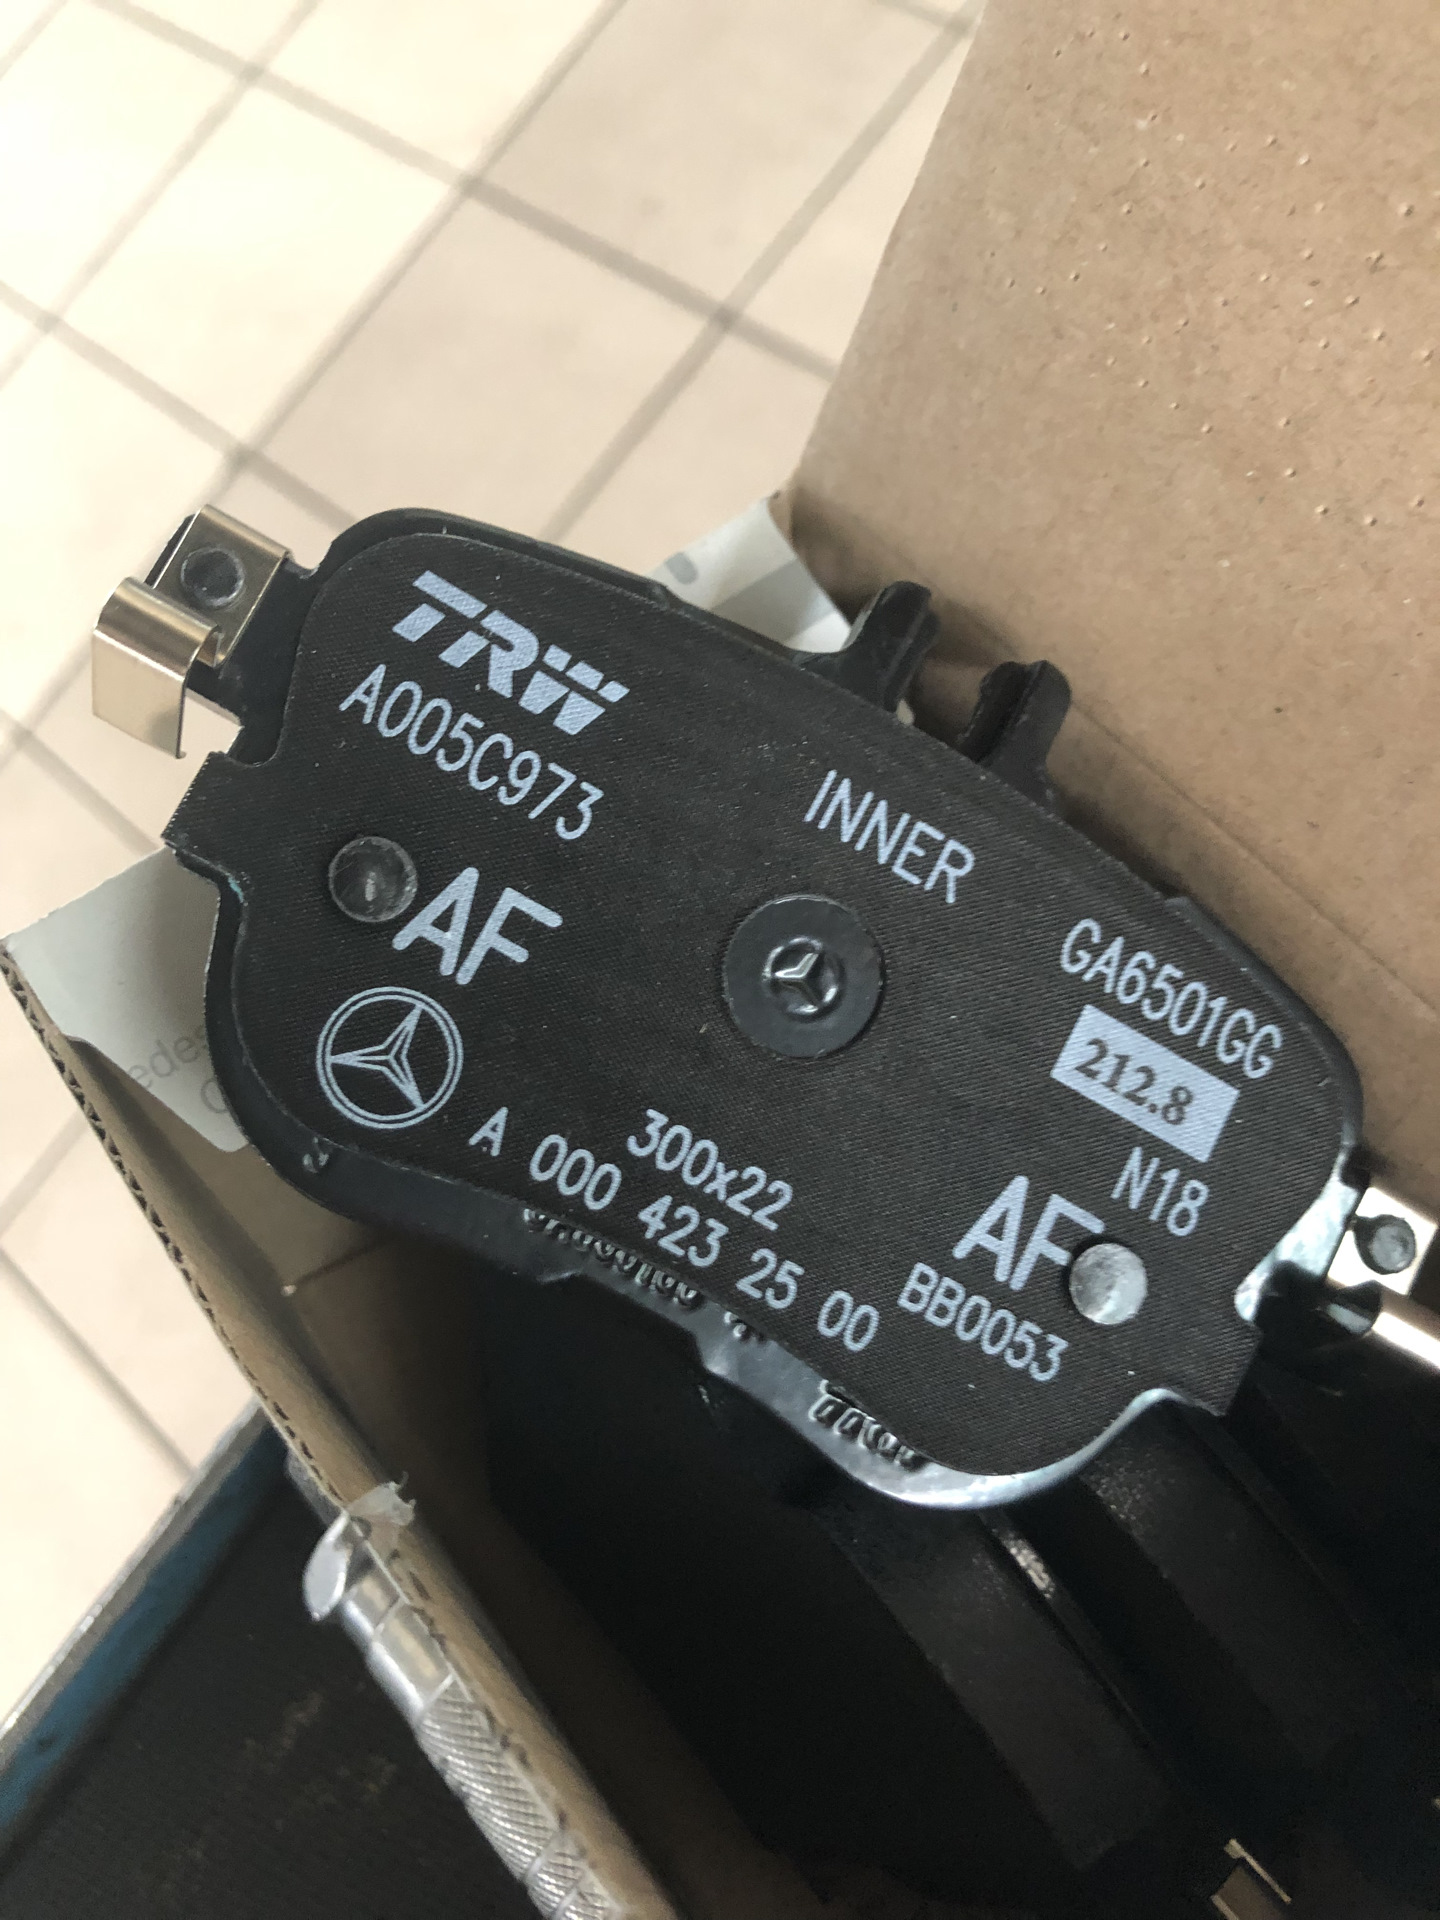 TRW
A005C973
AF
INNER
GA6501GG
212.8
N18
AF
BB0053
300x22
A 000 423 25 00